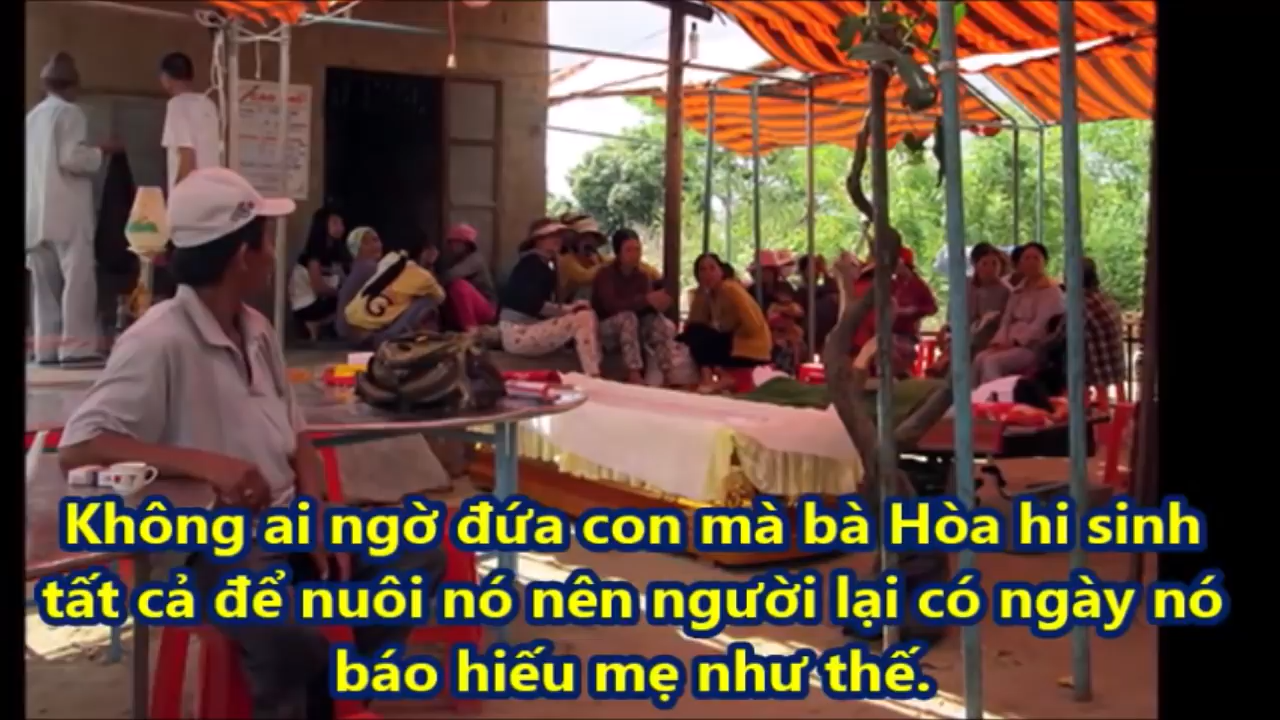 Không ai ngờ đứa con mà bà Hòa hi sinh
tất cả để nuôi nó nên người lại có ngày nó
báo hiếu mẹ như thế.